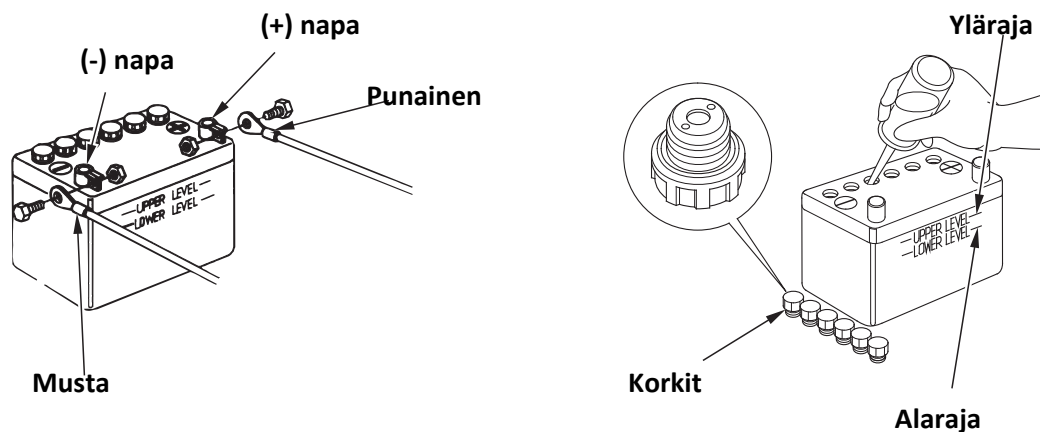 (+) napa
(-) napa
Punainen
UPPER LEVEL
LOWER LEVEL
Musta
Yläraja
UPPER LEVEL
LOWER LEVEL
Korkit
Alaraja